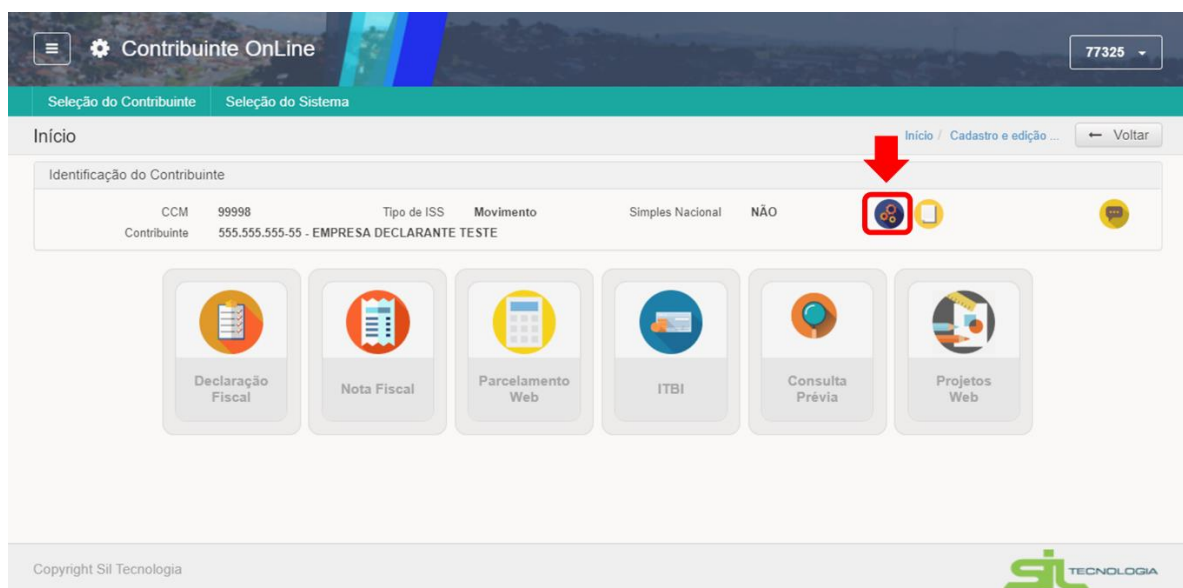 Contribuinte OnLine
77325
Seleção do Contribuinte
Seleção do Sistema
Início
Início / Cadastro e edição ...
← Voltar
Identificação do Contribuinte
CCM 99998 Tipo de ISS Movimento Simples Nacional NÃO
Contribuinte 555.555.555-55 - EMPRESA DECLARANTE TESTE
Declaração
Fiscal
Nota Fiscal
Parcelamento
Web
ITBI
Consulta
Prévia
Projetos
Web
Copyright Sil Tecnologia
sil TECNOLOGIA